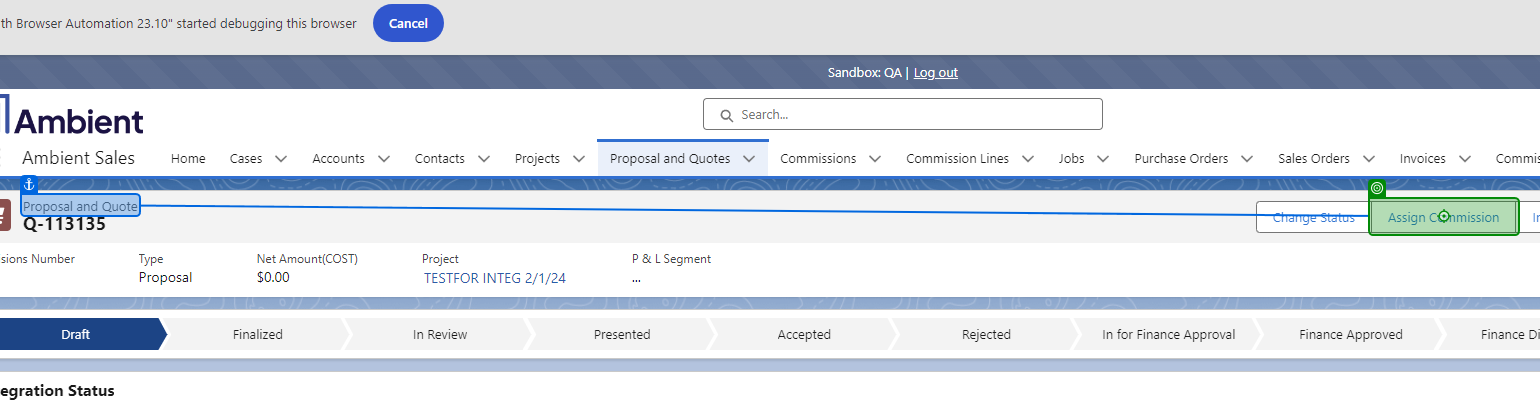 th Browser Automation 23.10" started debugging this browser Cancel
Sandbox: QA | Log out
Ambient Search...
Ambient Sales Home Cases Accounts Contacts Projects Proposal and Quotes Commissions Commission Lines Jobs Purchase Orders Sales Orders Invoices Commis
Proposal and Quote
Q-113135
Change Status Assign Commission In
sions Number Type Net Amount(COST) Project P & L Segment
Proposal $0.00 TESTFOR INTEG 2/1/24 ...
Draft Finalized In Review Presented Accepted Rejected In for Finance Approval Finance Approved Finance Di
egration Status